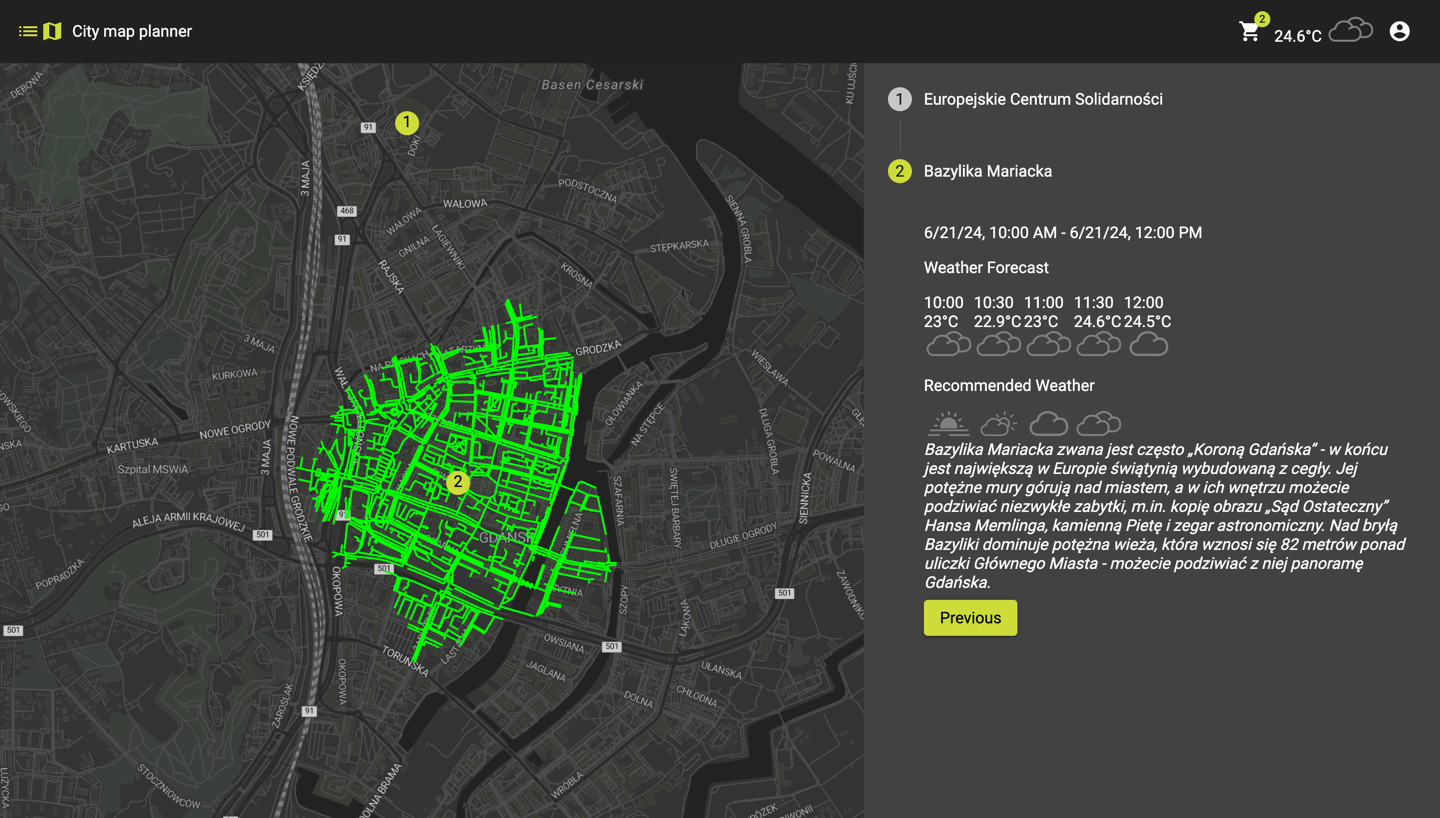 City map planner
2
24.6°C
1 Europejskie Centrum Solidarności
2 Bazylika Mariacka
6/21/24, 10:00 AM - 6/21/24, 12:00 PM
Weather Forecast
10:00 10:30 11:00 11:30 12:00
23°C 22.9°C 23°C 24.6°C 24.5°C
Recommended Weather
Bazylika Mariacka zwana jest często „Koroną Gdańska” - w końcu
jest największą w Europie świątynią wybudowaną z cegły. Jej
potężne mury górują nad miastem, a w ich wnętrzu możecie
podziwiać niezwykłe zabytki, m.in. kopię obrazu „Sąd Ostateczny”
Hansa Memlinga, kamienną Pietę i zegar astronomiczny. Nad bryłą
Bazyliki dominuje potężna wieża, która wznosi się 82 metrów ponad
uliczki Głównego Miasta - możecie podziwiać z niej panoramę
Gdańska.
Previous
Basen Cesarski
DĘBOWA
91
1
DOKI
3 MAJA
PODSTOCZNA
WAŁOWA
468
WAŁOWA
91
GNILNA
ŁAGIEWNIKI
SIENNA GROBLA
STĘPKARSKA
RAJSKA
KROSNA
3 MAJA
GRODZKA
WIESŁAWA
KURKOWA
OŁOWIANKA
NA STĘPCE
DŁUGA GROBLA
NOWE OGRODY
KARTUSKA
3 MAJA
NOWE PODWALE GRODZKIE
Szpital MSWiA
POWALNA
2
SZAFARNIA
ŚWIĘTEJ BARBARY
SIENNICKA
ALEJA ARMII KRAJOWEJ
501
DŁUGIE OGRODY
POPRADZKA
501
OKOPOWA
ZAWODNIKÓW
SZOPY
501
ŁĄKOWA
501
OWSIANA
501
TORUŃSKA
JAGLANA
UŁAŃSKA
OKOPOWA
DOLNA
CHŁODNA
ZAROŚLAK
91
STOCZNIOWCÓW
WRÓBLA
DOLNA BRAMA